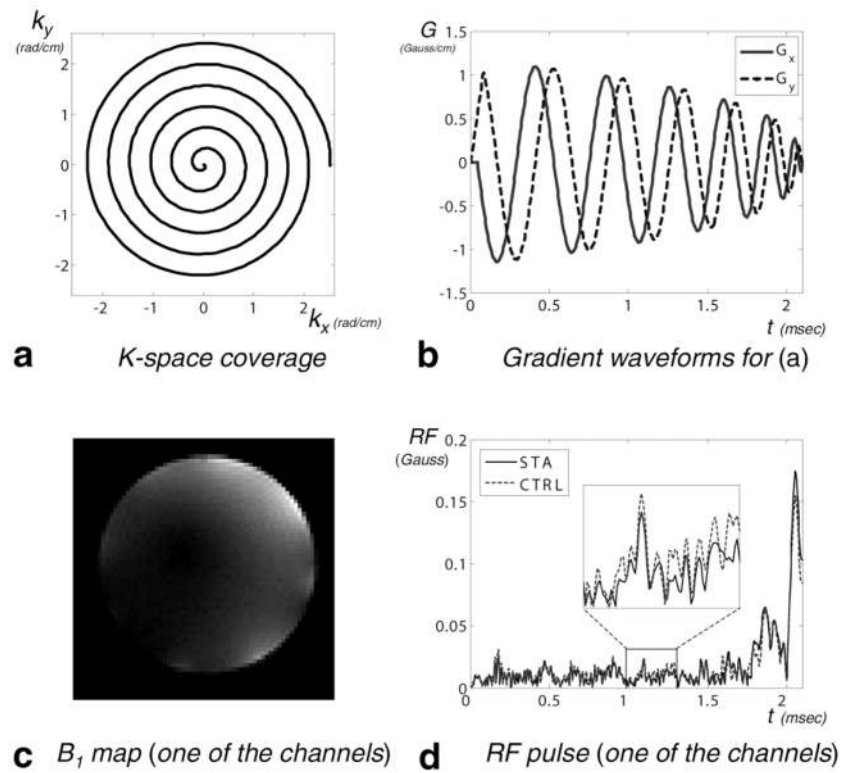 k_y
(rad/cm)
2
1
0
-1
-2
-2 -1 0 1 2
k_x (rad/cm)
a K-space coverage
G
(Gauss/cm)
1.5
1
0.5
0
-0.5
-1
-1.5
G_x
G_y
0 0.5 1 1.5 2
t (msec)
b Gradient waveforms for (a)
c B_1 map (one of the channels)
RF
(Gauss)
0.2
0.15
0.1
0.05
0
STA
CTRL
0 0.5 1 1.5 2
t (msec)
d RF pulse (one of the channels)